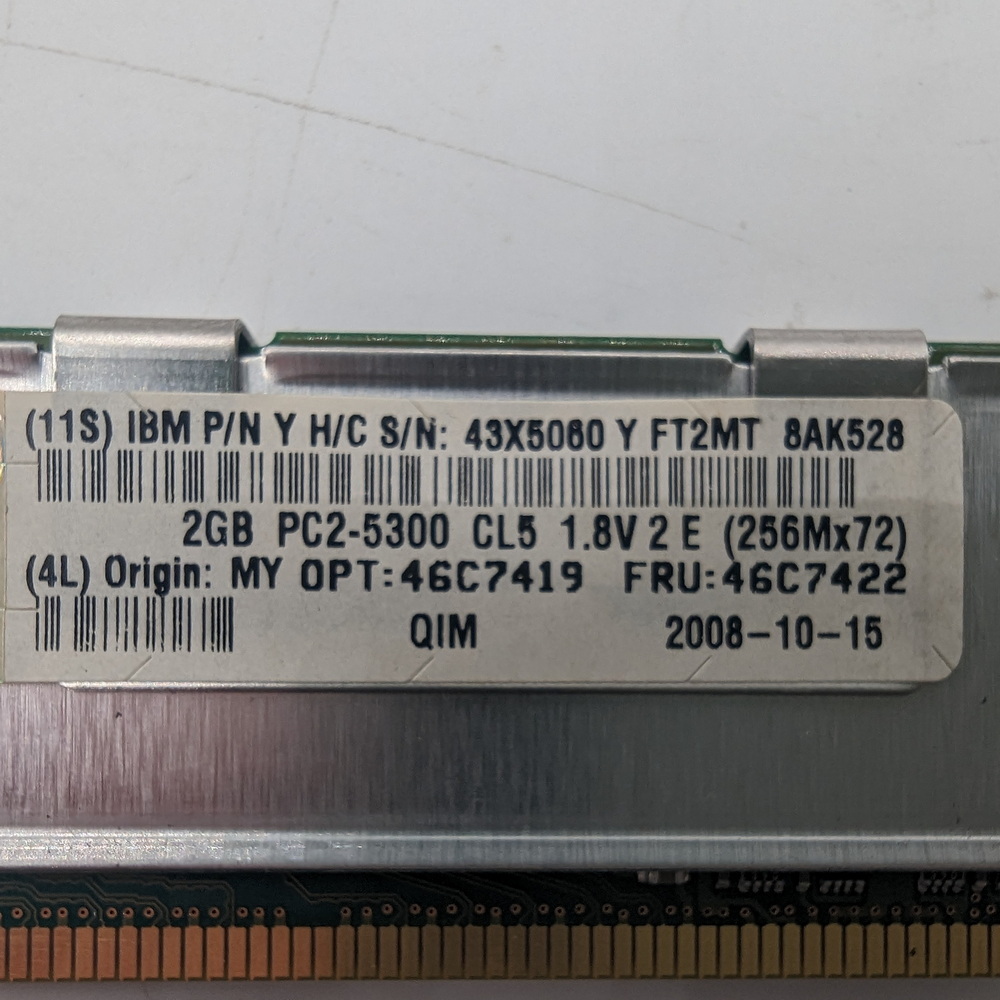 (11S) IBM P/N Y H/C S/N: 43X5060 Y FT2MT 8AK528
2GB PC2-5300 CL5 1.8V 2 E (256Mx72)
(4L) Origin: MY OPT:46C7419 FRU:46C7422
QIM 2008-10-15